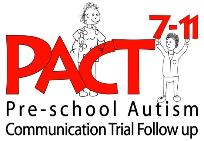 PACT 7-11
Pre-school Autism
Communication Trial Follow up